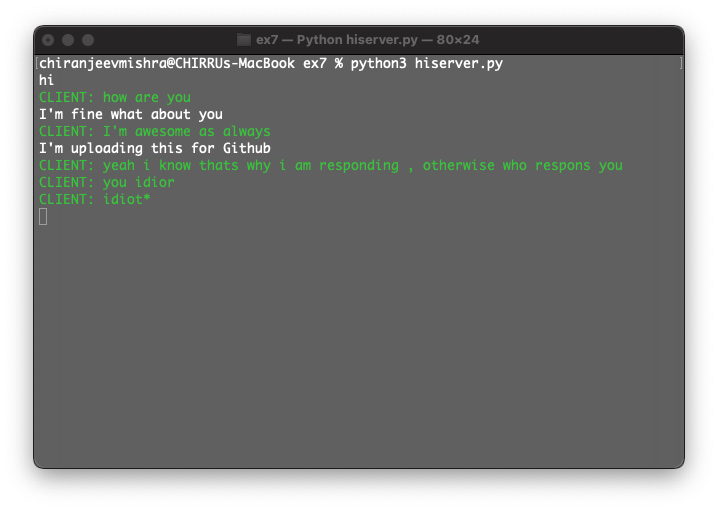 ex7 — Python hiserver.py — 80×24
[chiranjeevmishra@CHIRRUs-MacBook ex7 % python3 hiserver.py ]
hi
CLIENT: how are you
I'm fine what about you
CLIENT: I'm awesome as always
I'm uploading this for Github
CLIENT: yeah i know thats why i am responding , otherwise who respons you
CLIENT: you idior
CLIENT: idiot*